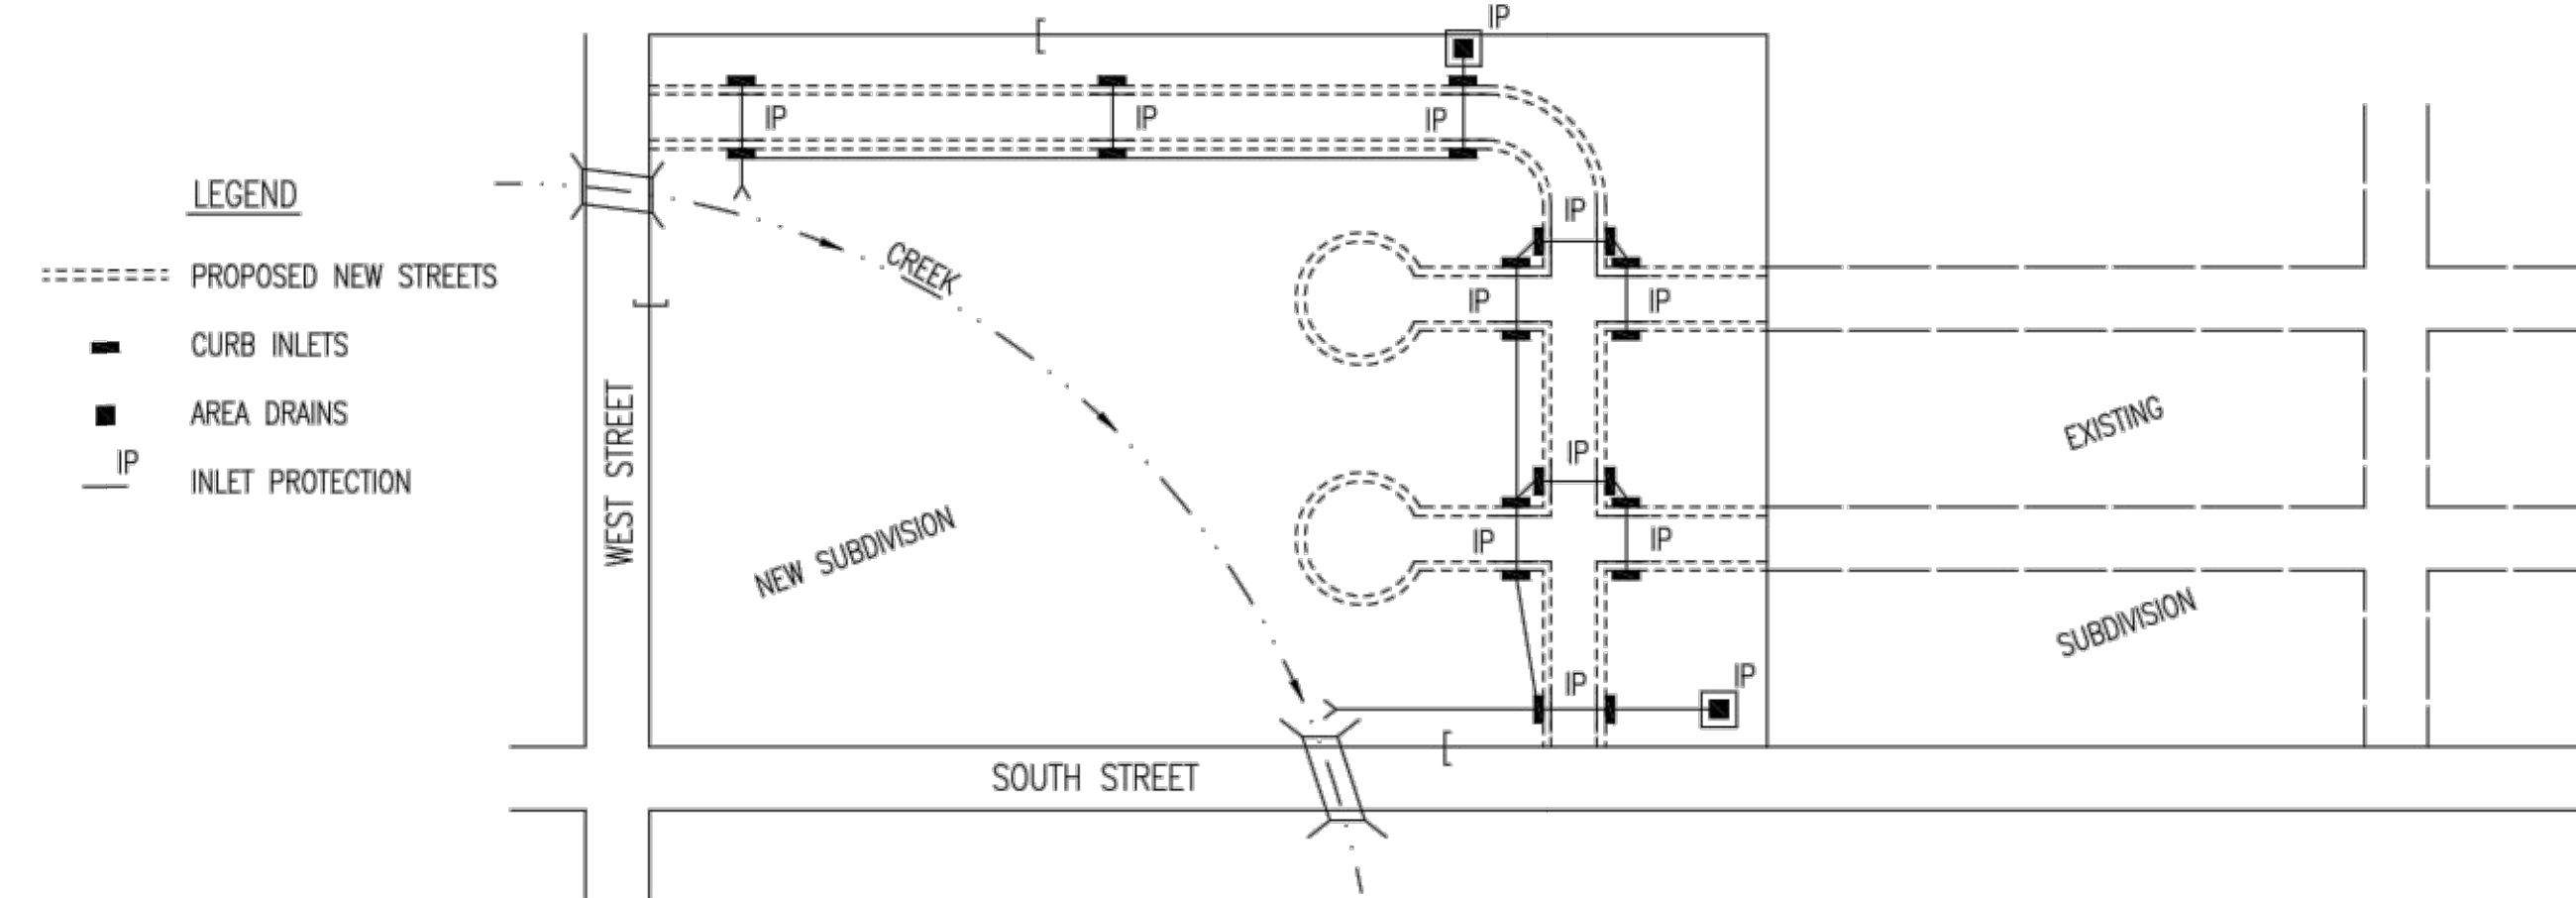 LEGEND
PROPOSED NEW STREETS
CURB INLETS
AREA DRAINS
IP
INLET PROTECTION
IP
IP
IP
IP
IP
CREEK
IP
IP
WEST STREET
EXISTING
IP
NEW SUBDIVISION
IP
IP
SUBDIVISION
IP
IP
SOUTH STREET